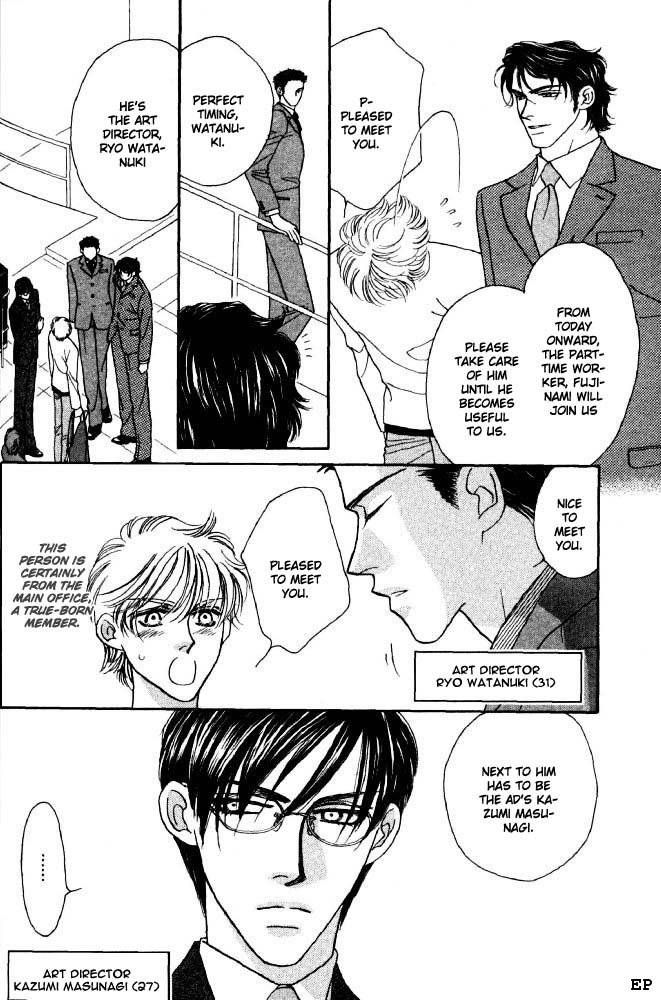 P-
PLEASED
TO MEET
YOU.
FROM
TODAY
ONWARD,
THE PART-
TIME WOR-
KER, FUJI-
NAMI WILL
JOIN US
PLEASE
TAKE CARE
OF HIM
UNTIL HE
BECOMES
USEFUL
TO US.
PERFECT
TIMING,
WATANU-
KI.
HE'S
THE ART
DIRECTOR,
RYO WATA-
NUKI
NICE
TO
MEET
YOU.
ART DIRECTOR
RYO WATANUKI (31)
PLEASED
TO MEET
YOU.
THIS
PERSON IS
CERTAINLY
FROM THE
MAIN OFFICE,
A TRUE-BORN
MEMBER.
NEXT TO HIM
HAS TO BE
THE AD'S KA-
ZUMI MASU-
NAGI.
......
ART DIRECTOR
KAZUMI MASUNAGI (27)
EP